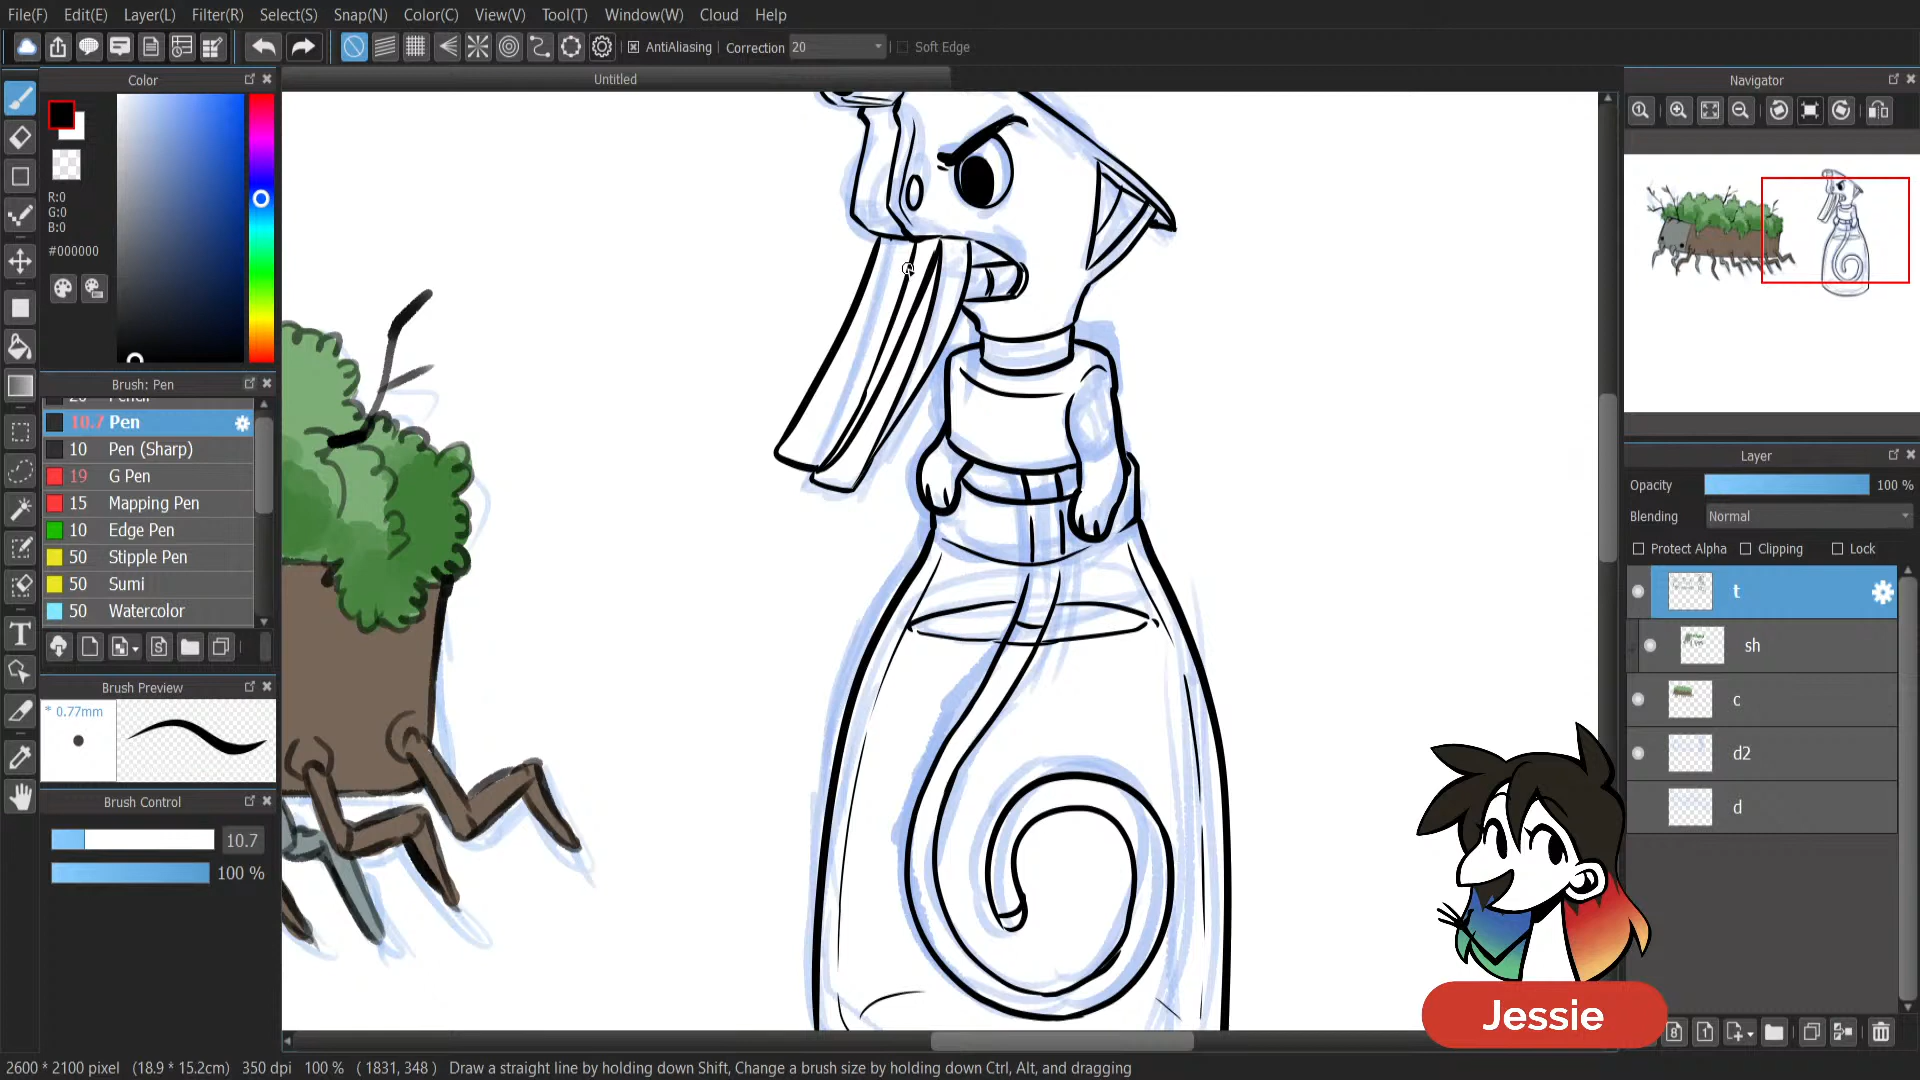 File(F) Edit(E) Layer(L) Filter(R) Select(S) Snap(N) Color(C) View(V) Tool(T) Window(W) Cloud Help
AntiAliasing Correction 20 Soft Edge
Color
Untitled
Navigator
R:0
G:0
B:0
#000000
Brush: Pen
10.7 Pen
10 Pen (Sharp)
19 G Pen
15 Mapping Pen
10 Edge Pen
50 Stipple Pen
50 Sumi
50 Watercolor
Brush Preview
* 0.77mm
Brush Control
10.7
100 %
Layer
Opacity 100 %
Blending Normal
Protect Alpha Clipping Lock
t
sh
c
d2
d
Jessie
2600 * 2100 pixel (18.9 * 15.2cm) 350 dpi 100 % ( 1831, 348 ) Draw a straight line by holding down Shift, Change a brush size by holding down Ctrl, Alt, and dragging